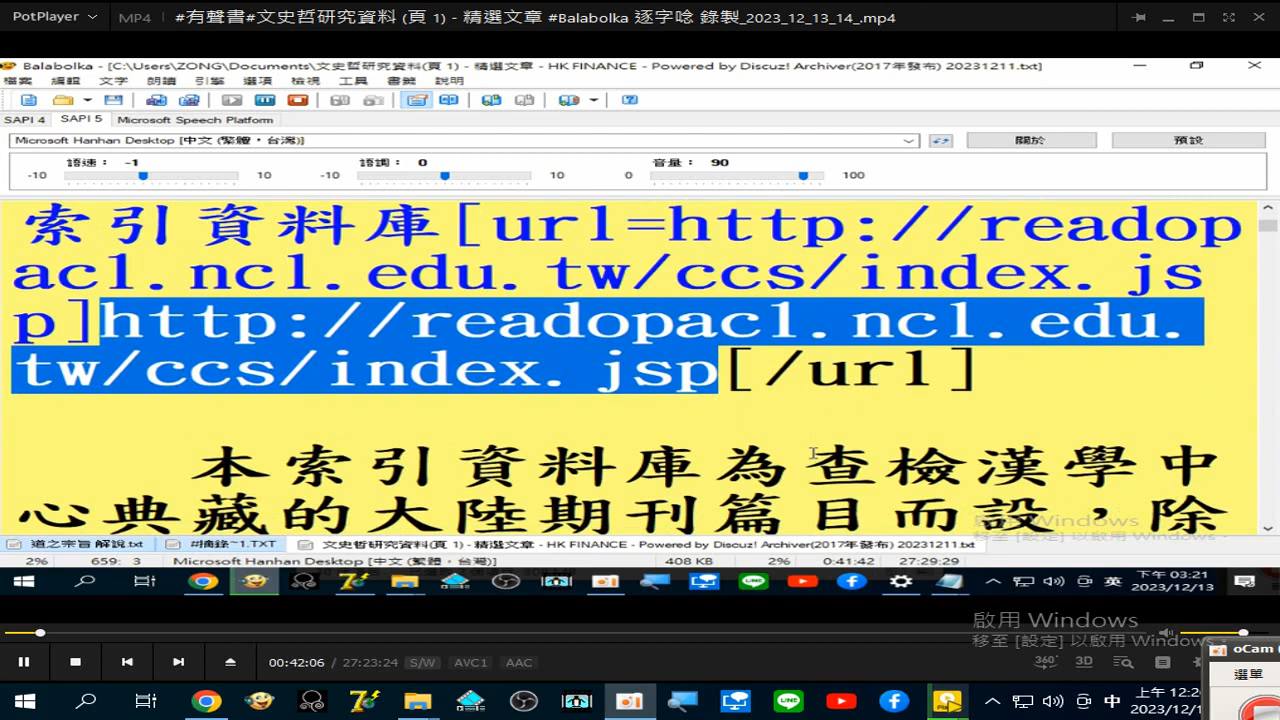 PotPlayer MP4 #有聲書#文史哲研究資料 (頁 1) - 精選文章 #Balabolka 逐字唸 錄製_2023_12_13_14_.mp4
Balabolka - [C:\Users\ZONG\Documents\文史哲研究資料(頁 1) - 精選文章 - HK FINANCE - Powered by Discuz! Archiver(2017年發布) 20231211.txt]
檔案 編輯 文字 朗讀 引擎 選項 檢視 工具 書籤 說明
SAPI 4 SAPI 5 Microsoft Speech Platform
Microsoft Hanhan Desktop [中文 (繁體，台灣)] 關於 預設
語速： -1 語調： 0 音量： 90
-10 10 -10 10 0 100
索引資料庫[url=http://readop
acl.ncl.edu.tw/ccs/index.js
p]http://readopacl.ncl.edu.
tw/ccs/index.jsp[/url]
本索引資料庫為查檢漢學中
心典藏的大陸期刊篇目而設，除
啟用 Windows
移至 [設定] 以啟用 Windows。
道之宗旨 解說.txt #摘錄~1.TXT 文史哲研究資料(頁 1) - 精選文章 - HK FINANCE - Powered by Discuz! Archiver(2017年發布) 20231211.txt
2% 659: 3 Microsoft Hanhan Desktop [中文 (繁體，台灣)] 408 KB 2% 0:41:42 27:29:29
英 下午 03:21
2023/12/13
啟用 Windows
移至 [設定] 以啟用 Windows。
00:42:06 / 27:23:24 S/W AVC1 AAC 360° 3D
oCam
選單
中 上午 12:2
2023/12/1